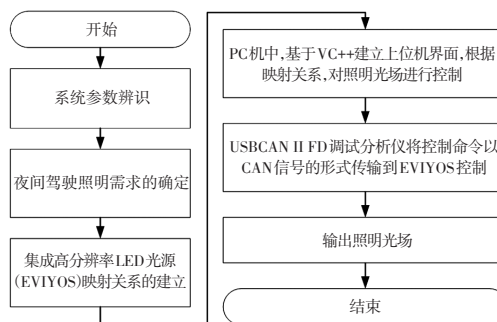 开始
系统参数辨识
夜间驾驶照明需求的确定
集成高分辨率LED光源
(EVIYOS)映射关系的建立
PC机中,基于VC++建立上位机界面,根据
映射关系,对照明光场进行控制
USBCAN II FD调试分析仪将控制命令以
CAN信号的形式传输到EVIYOS控制
输出照明光场
结束